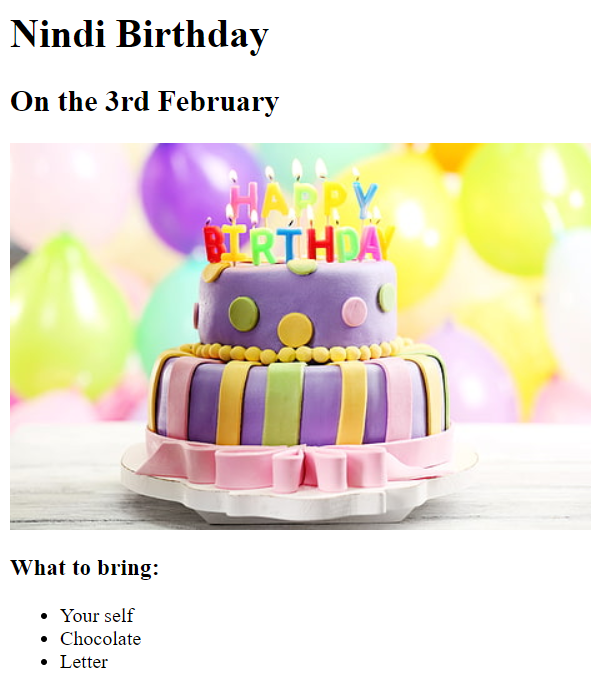 Nindi Birthday
On the 3rd February
HAPPY
BIRTHDAY
What to bring:
Your self
Chocolate
Letter